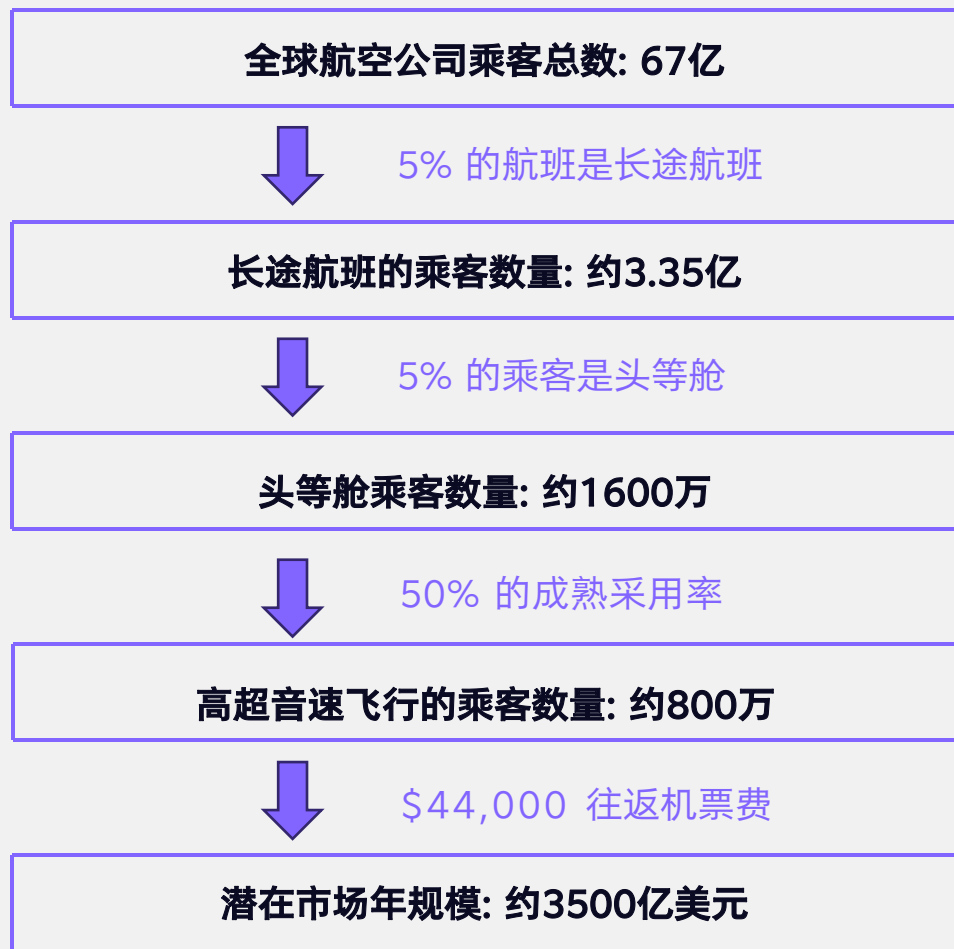 全球航空公司乘客总数: 67亿
5% 的航班是长途航班
长途航班的乘客数量: 约3.35亿
5% 的乘客是头等舱
头等舱乘客数量: 约1600万
50% 的成熟采用率
高超音速飞行的乘客数量: 约800万
$44,000 往返机票费
潜在市场年规模: 约3500亿美元